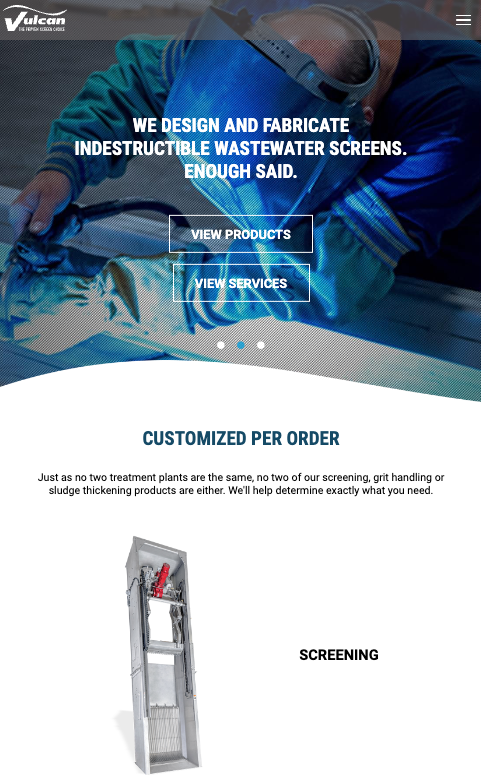 Vulcan
THE PROVEN SCREEN CHOICE
WE DESIGN AND FABRICATE
INDESTRUCTIBLE WASTEWATER SCREENS.
ENOUGH SAID.
VIEW PRODUCTS
VIEW SERVICES
CUSTOMIZED PER ORDER
Just as no two treatment plants are the same, no two of our screening, grit handling or
sludge thickening products are either. We'll help determine exactly what you need.
SCREENING